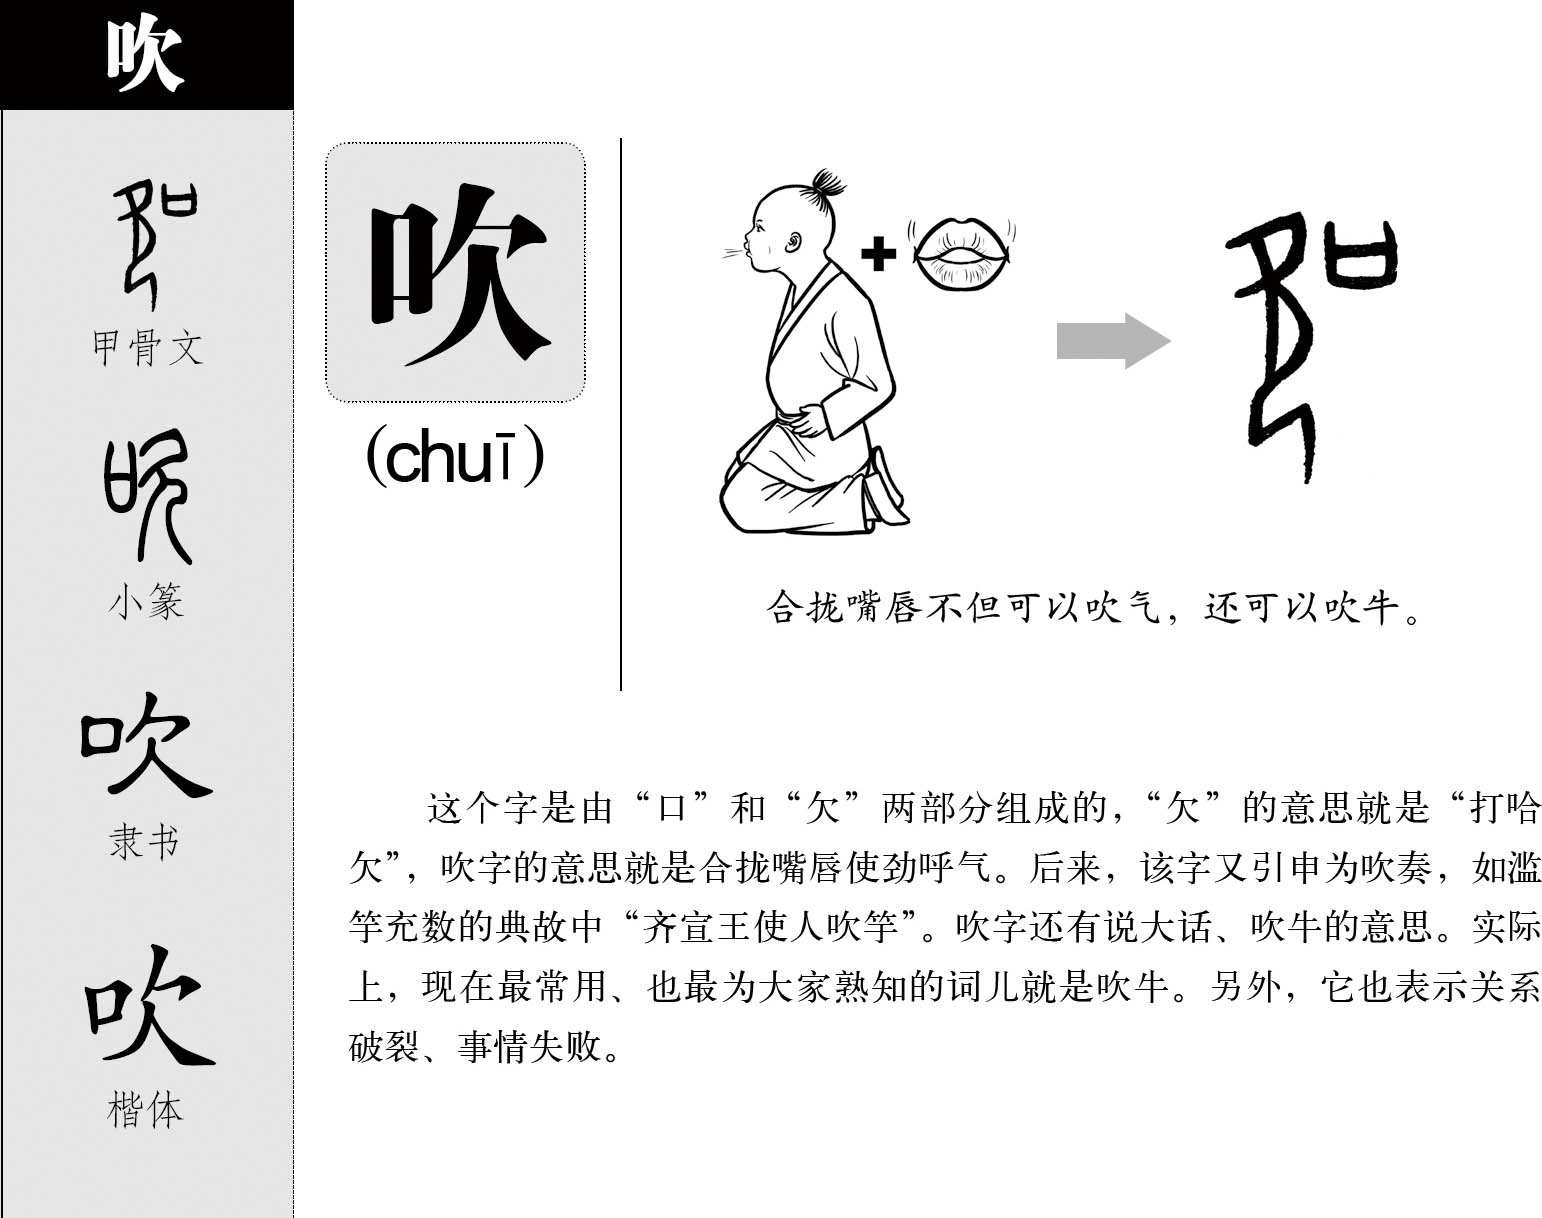 吹
甲骨文
小篆
吹
隶书
吹
楷体
吹
(chuī)
合拢嘴唇不但可以吹气，还可以吹牛。
这个字是由“口”和“欠”两部分组成的，“欠”的意思就是“打哈
欠”，吹字的意思就是合拢嘴唇使劲呼气。后来，该字又引申为吹奏，如滥
竽充数的典故中“齐宣王使人吹竽”。吹字还有说大话、吹牛的意思。实际
上，现在最常用、也最为大家熟知的词儿就是吹牛。另外，它也表示关系
破裂、事情失败。